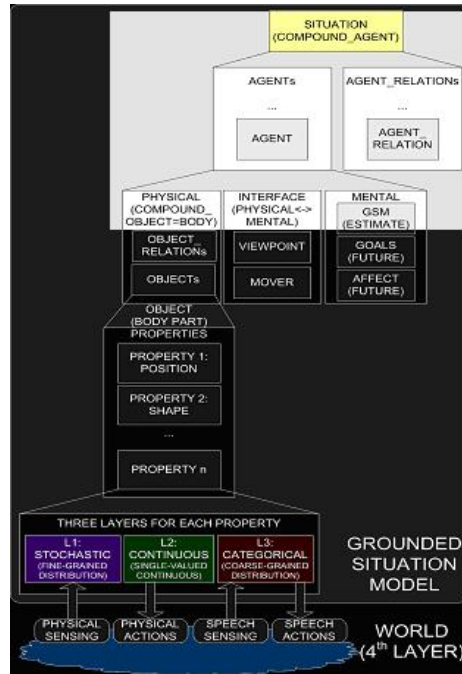 SITUATION
(COMPOUND_AGENT)
AGENTs
...
AGENT
AGENT_RELATIONs
...
AGENT_
RELATION
PHYSICAL
(COMPOUND_
OBJECT=BODY)
OBJECT_
RELATIONs
OBJECTs
INTERFACE
(PHYSICAL<->
MENTAL)
VIEWPOINT
MOVER
MENTAL
GSM
(ESTIMATE)
GOALS
(FUTURE)
AFFECT
(FUTURE)
OBJECT
(BODY PART)
PROPERTIES
PROPERTY 1:
POSITION
PROPERTY 2:
SHAPE
...
PROPERTY n
THREE LAYERS FOR EACH PROPERTY
L1:
STOCHASTIC
(FINE-GRAINED
DISTRIBUTION)
L2:
CONTINUOUS
(SINGLE-VALUED
CONTINUOUS)
L3:
CATEGORICAL
(COARSE-GRAINED
DISTRIBUTION)
GROUNDED
SITUATION
MODEL
PHYSICAL
SENSING
PHYSICAL
ACTIONS
SPEECH
SENSING
SPEECH
ACTIONS
WORLD
(4th LAYER)